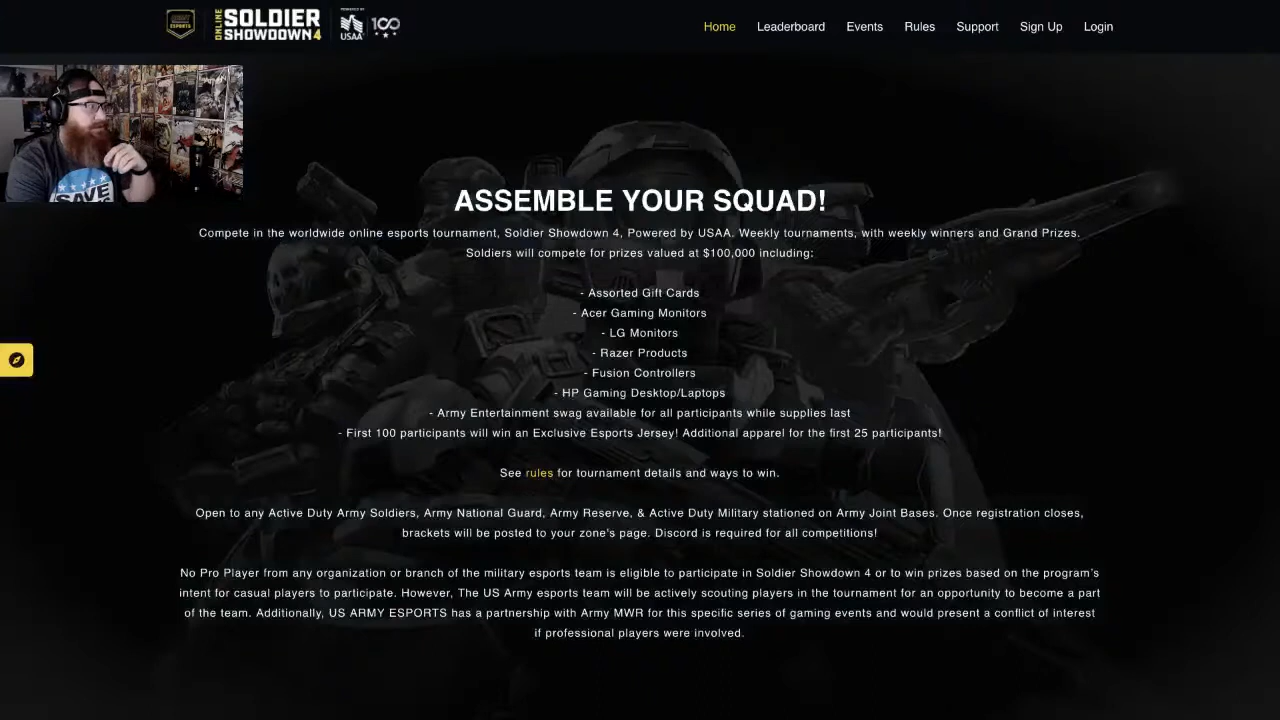 ESPORTS
ONLINE
SOLDIER
SHOWDOWN 4
POWERED BY
USAA
100
Home
Leaderboard
Events
Rules
Support
Sign Up
Login
SAVE
ASSEMBLE YOUR SQUAD!
Compete in the worldwide online esports tournament, Soldier Showdown 4, Powered by USAA. Weekly tournaments, with weekly winners and Grand Prizes.
Soldiers will compete for prizes valued at $100,000 including:
- Assorted Gift Cards
- Acer Gaming Monitors
- LG Monitors
- Razer Products
- Fusion Controllers
- HP Gaming Desktop/Laptops
- Army Entertainment swag available for all participants while supplies last
- First 100 participants will win an Exclusive Esports Jersey! Additional apparel for the first 25 participants!
See rules for tournament details and ways to win.
Open to any Active Duty Army Soldiers, Army National Guard, Army Reserve, & Active Duty Military stationed on Army Joint Bases. Once registration closes,
brackets will be posted to your zone's page. Discord is required for all competitions!
No Pro Player from any organization or branch of the military esports team is eligible to participate in Soldier Showdown 4 or to win prizes based on the program's
intent for casual players to participate. However, The US Army esports team will be actively scouting players in the tournament for an opportunity to become a part
of the team. Additionally, US ARMY ESPORTS has a partnership with Army MWR for this specific series of gaming events and would present a conflict of interest
if professional players were involved.